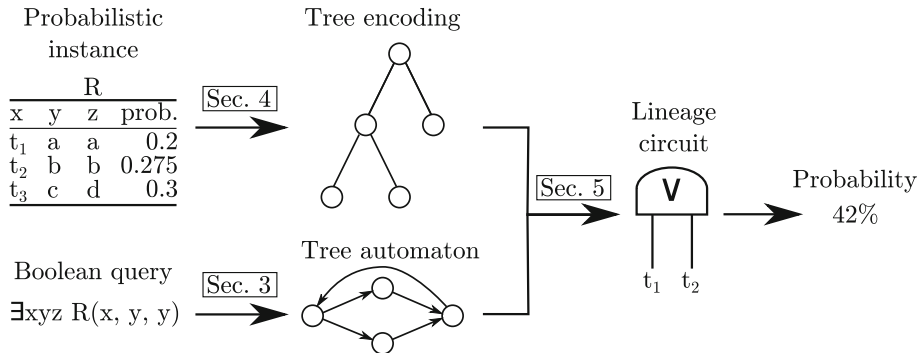 Probabilistic
instance
R
x y z prob.
t₁ a a 0.2
t₂ b b 0.275
t₃ c d 0.3
Sec. 4
Tree encoding
Boolean query
∃xyz R(x, y, y)
Sec. 3
Tree automaton
Sec. 5
Lineage
circuit
∨
t₁ t₂
Probability
42%